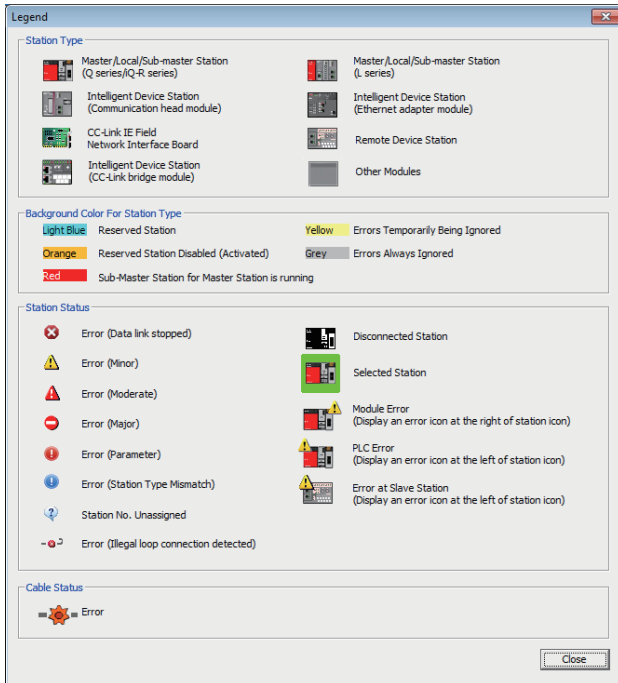 Legend
Station Type
Master/Local/Sub-master Station
(Q series/iQ-R series)
Master/Local/Sub-master Station
(L series)
Intelligent Device Station
(Communication head module)
Intelligent Device Station
(Ethernet adapter module)
CC-Link IE Field
Network Interface Board
Remote Device Station
Intelligent Device Station
(CC-Link bridge module)
Other Modules
Background Color For Station Type
Light Blue Reserved Station
Yellow Errors Temporarily Being Ignored
Orange Reserved Station Disabled (Activated)
Grey Errors Always Ignored
Red Sub-Master Station for Master Station is running
Station Status
Error (Data link stopped)
Disconnected Station
Error (Minor)
Selected Station
Error (Moderate)
Module Error
(Display an error icon at the right of station icon)
Error (Major)
PLC Error
(Display an error icon at the left of station icon)
Error (Parameter)
Error (Station Type Mismatch)
Error at Slave Station
(Display an error icon at the left of station icon)
Station No. Unassigned
Error (Illegal loop connection detected)
Cable Status
Error
Close